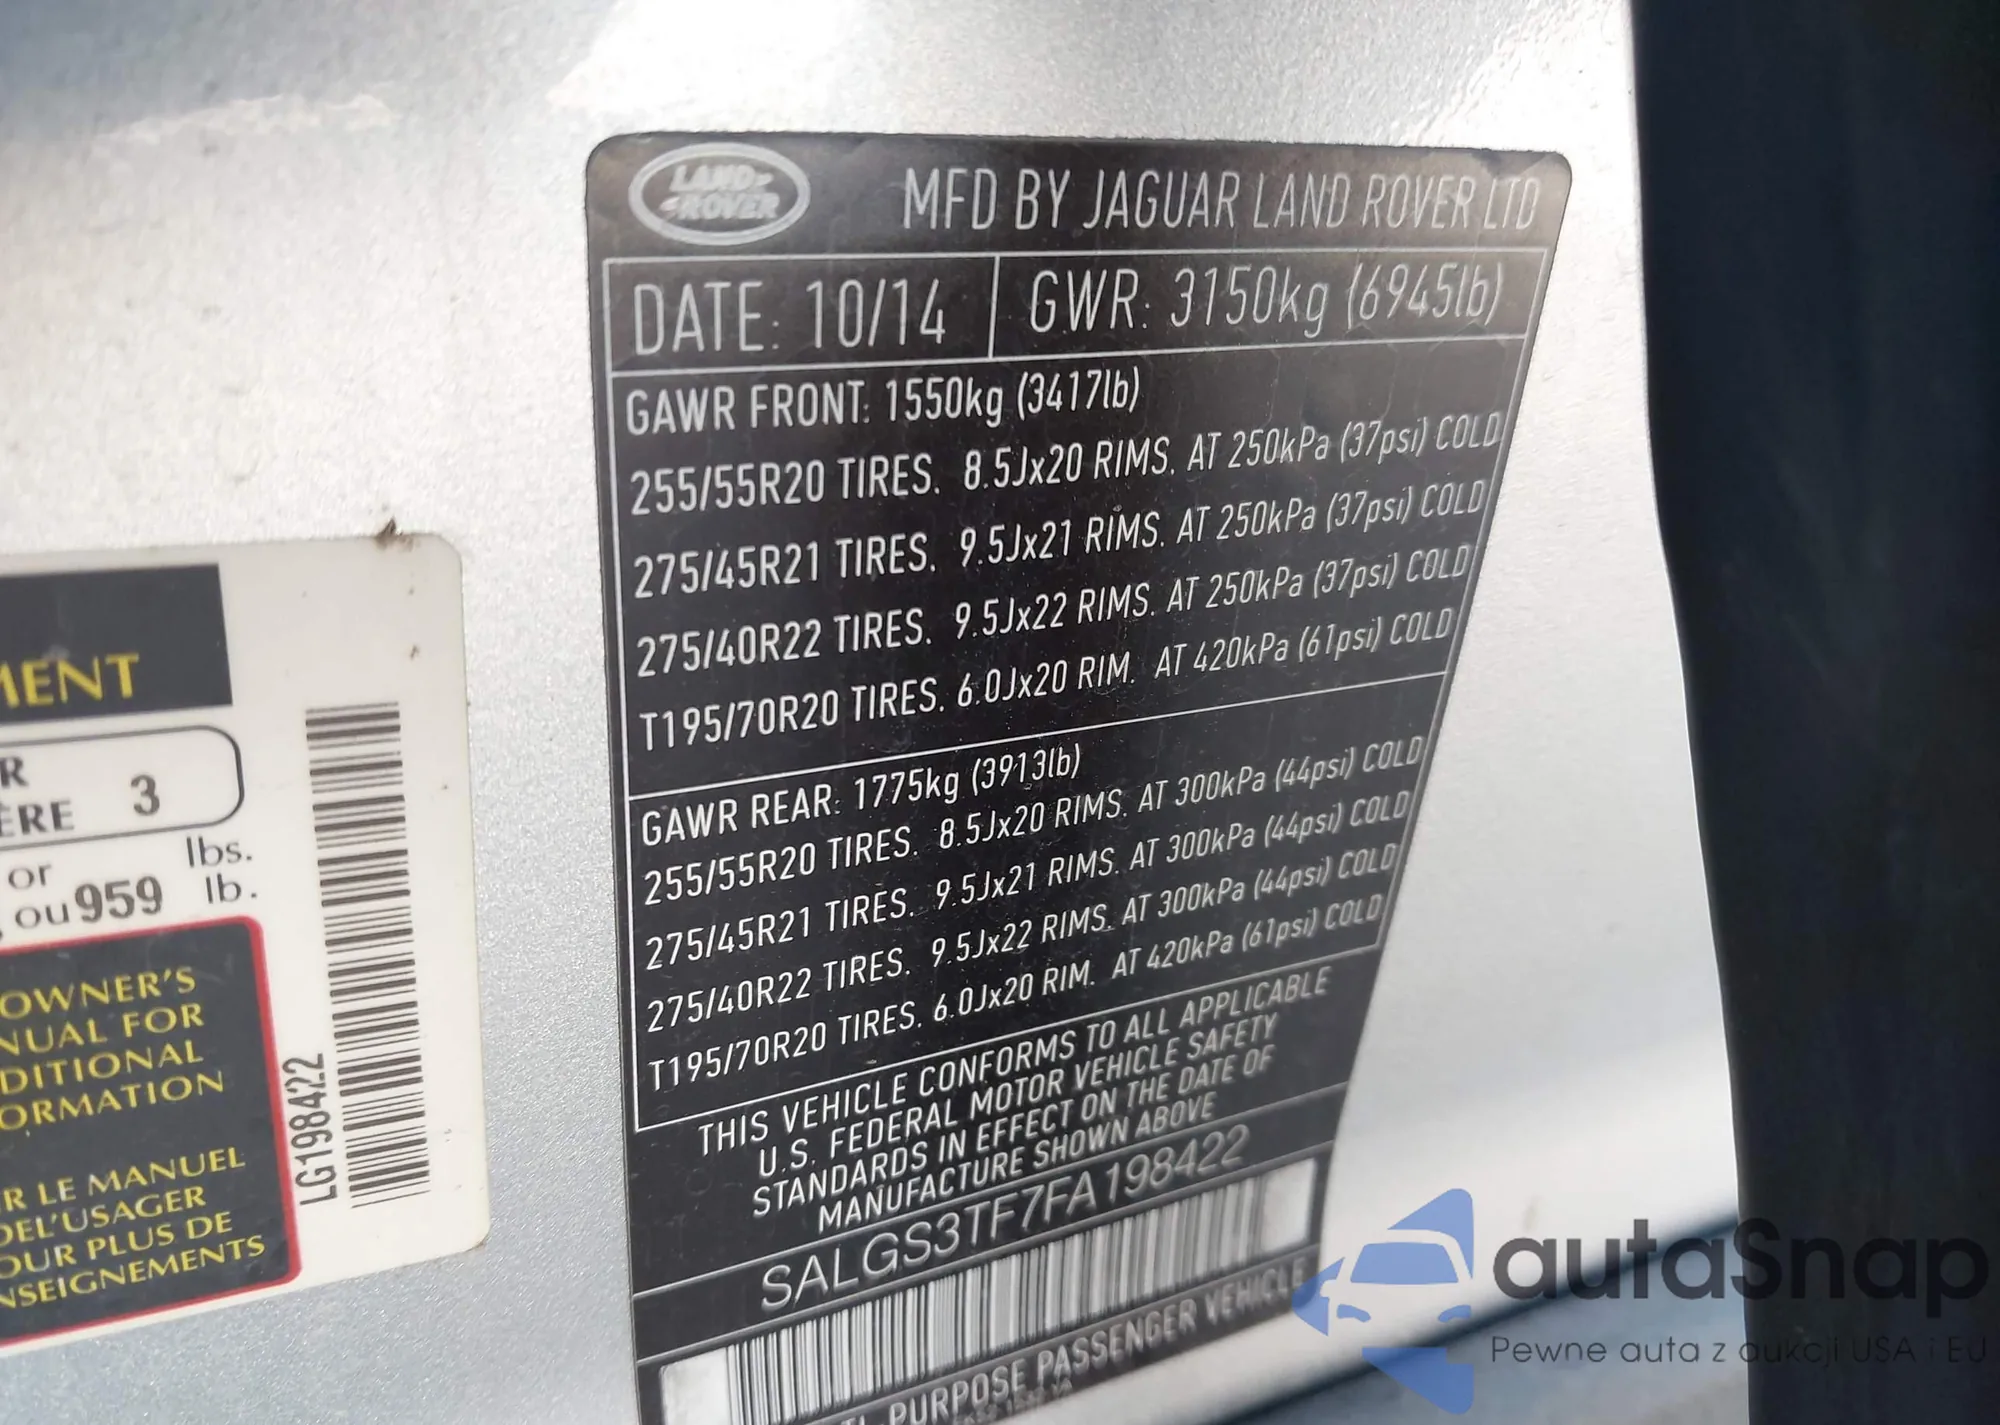 LAND-
-ROVER
MFD BY JAGUAR LAND ROVER LTD
DATE: 10/14
GWR: 3150kg (6945lb)
GAWR FRONT: 1550kg (3417lb)
255/55R20 TIRES. 8.5Jx20 RIMS. AT 250kPa (37psi) COLD
275/45R21 TIRES. 9.5Jx21 RIMS. AT 250kPa (37psi) COLD
275/40R22 TIRES. 9.5Jx22 RIMS. AT 250kPa (37psi) COLD
T195/70R20 TIRES. 6.0Jx20 RIM. AT 420kPa (61psi) COLD
GAWR REAR: 1775kg (3913lb)
255/55R20 TIRES. 8.5Jx20 RIMS. AT 300kPa (44psi) COLD
275/45R21 TIRES. 9.5Jx21 RIMS. AT 300kPa (44psi) COLD
275/40R22 TIRES. 9.5Jx22 RIMS. AT 300kPa (44psi) COLD
T195/70R20 TIRES. 6.0Jx20 RIM. AT 420kPa (61psi) COLD
THIS VEHICLE CONFORMS TO ALL APPLICABLE
U.S. FEDERAL MOTOR VEHICLE SAFETY
STANDARDS IN EFFECT ON THE DATE OF
MANUFACTURE SHOWN ABOVE
SALGS3TF7FA198422
TI-PURPOSE PASSENGER VEHICLE
MENT
R
ÈRE 3
or lbs.
ou 959 lb.
OWNER'S
NUAL FOR
DITIONAL
ORMATION
R LE MANUEL
DEL'USAGER
OUR PLUS DE
NSEIGNEMENTS
LG198422
autaSnap
Pewne auta z aukcji USA i EU